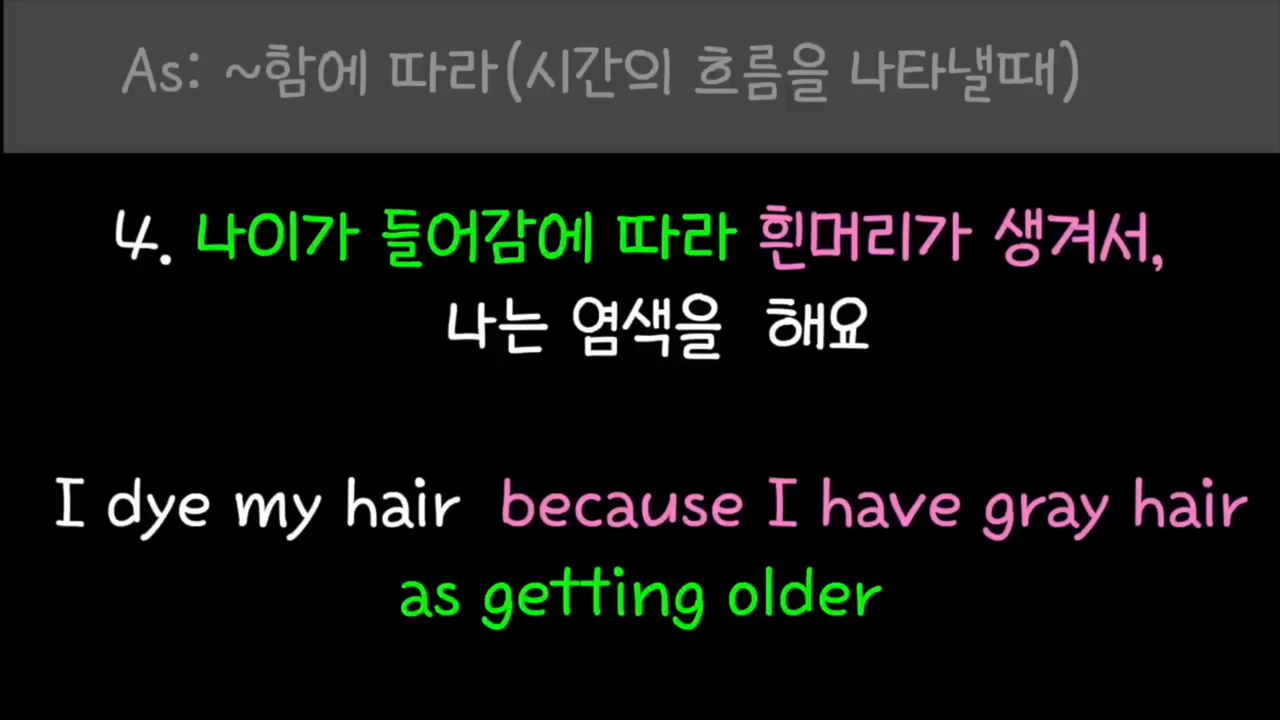 As: ~함에 따라(시간의 흐름을 나타낼때)
4. 나이가 들어감에 따라 흰머리가 생겨서,
나는 염색을 해요
I dye my hair because I have gray hair
as getting older